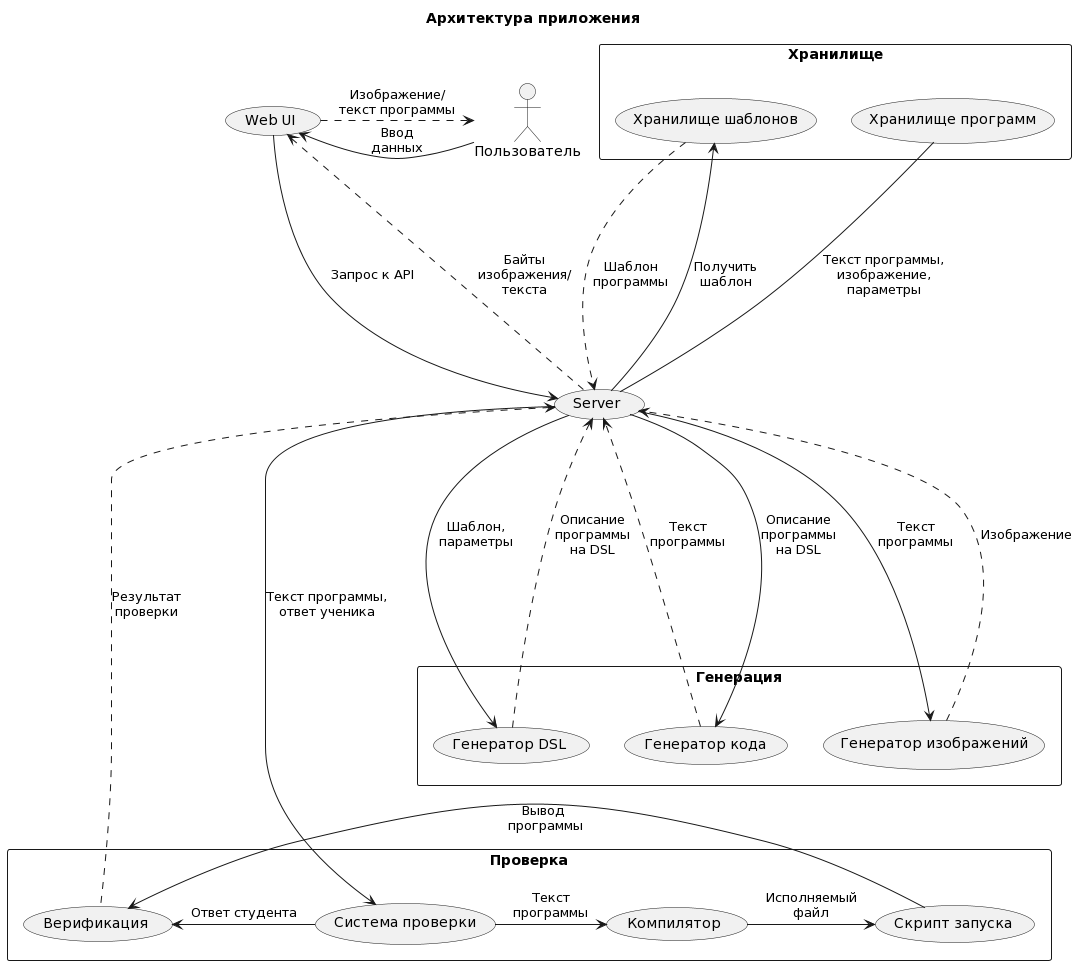 Архитектура приложения
Хранилище
Изображение/
текст программы
Web UI
Хранилище шаблонов
Хранилище программ
Ввод
данных
Пользователь
Запрос к API
Байты
изображения/
текста
Шаблон
программы
Получить
шаблон
Текст программы,
изображение,
параметры
Server
Шаблон,
параметры
Описание
программы
на DSL
Текст
программы
Описание
программы
на DSL
Текст
программы
Изображение
Результат
проверки
Текст программы,
ответ ученика
Генерация
Генератор DSL
Генератор кода
Генератор изображений
Вывод
программы
Проверка
Верификация
Ответ студента
Система проверки
Текст
программы
Компилятор
Исполняемый
файл
Скрипт запуска